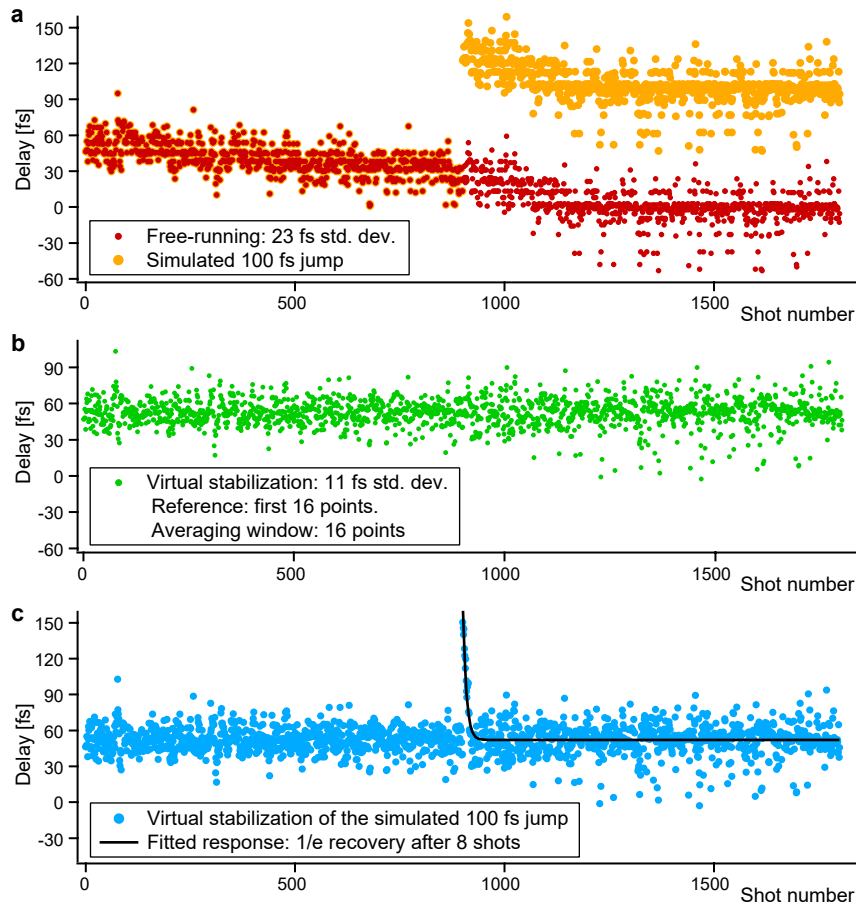 a
150
120
90
60
30
0
-30
-60
Delay [fs]
Free-running: 23 fs std. dev.
Simulated 100 fs jump
0
500
1000
1500
Shot number
b
90
60
30
0
-30
-60
Delay [fs]
Virtual stabilization: 11 fs std. dev.
Reference: first 16 points.
Averaging window: 16 points
0
500
1000
1500
Shot number
c
150
120
90
60
30
0
-30
Delay [fs]
Virtual stabilization of the simulated 100 fs jump
Fitted response: 1/e recovery after 8 shots
0
500
1000
1500
Shot number